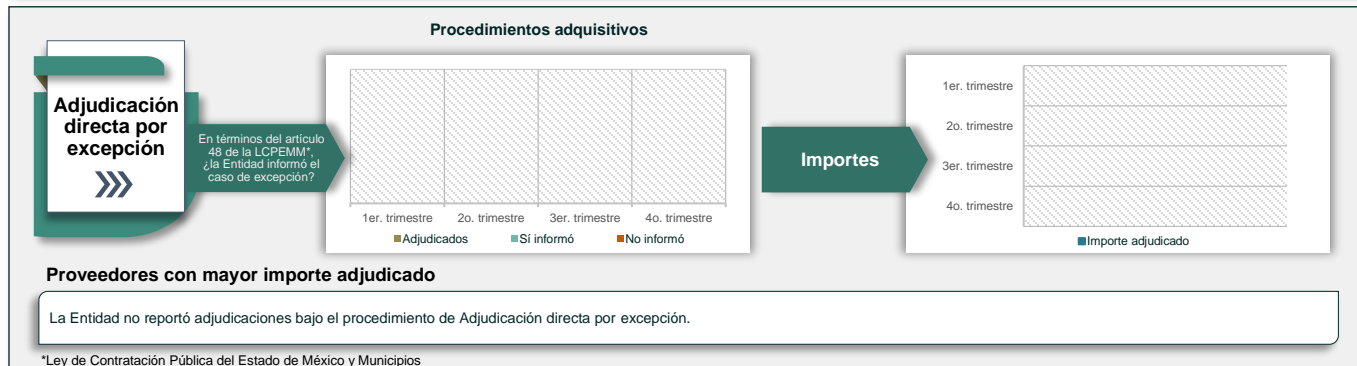 Procedimientos adquisitivos
Adjudicación
directa por
excepción
En términos del artículo
48 de la LCPEMM*,
¿la Entidad informó el
caso de excepción?
1er. trimestre 2o. trimestre 3er. trimestre 4o. trimestre
Adjudicados Sí informó No informó
Importes
1er. trimestre
2o. trimestre
3er. trimestre
4o. trimestre
Importe adjudicado
Proveedores con mayor importe adjudicado
La Entidad no reportó adjudicaciones bajo el procedimiento de Adjudicación directa por excepción.
*Ley de Contratación Pública del Estado de México y Municipios